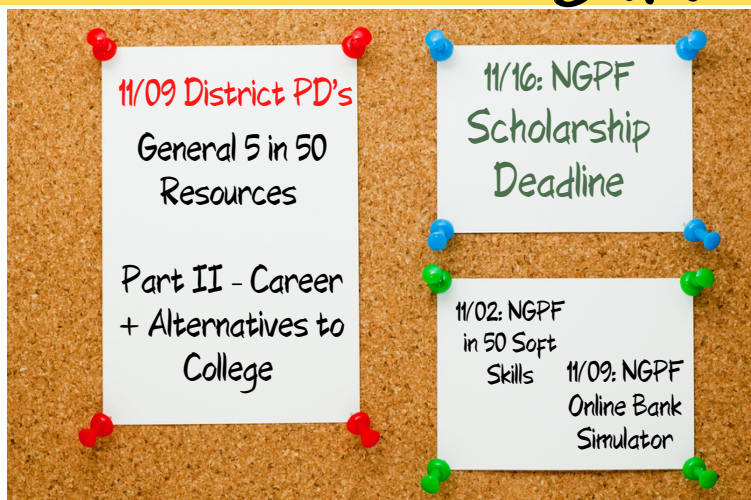 11/09 District PD's
General 5 in 50
Resources
Part II - Career
+ Alternatives to
College
11/16: NGPF
Scholarship
Deadline
11/02: NGPF
in 50 Soft
Skills
11/09: NGPF
Online Bank
Simulator